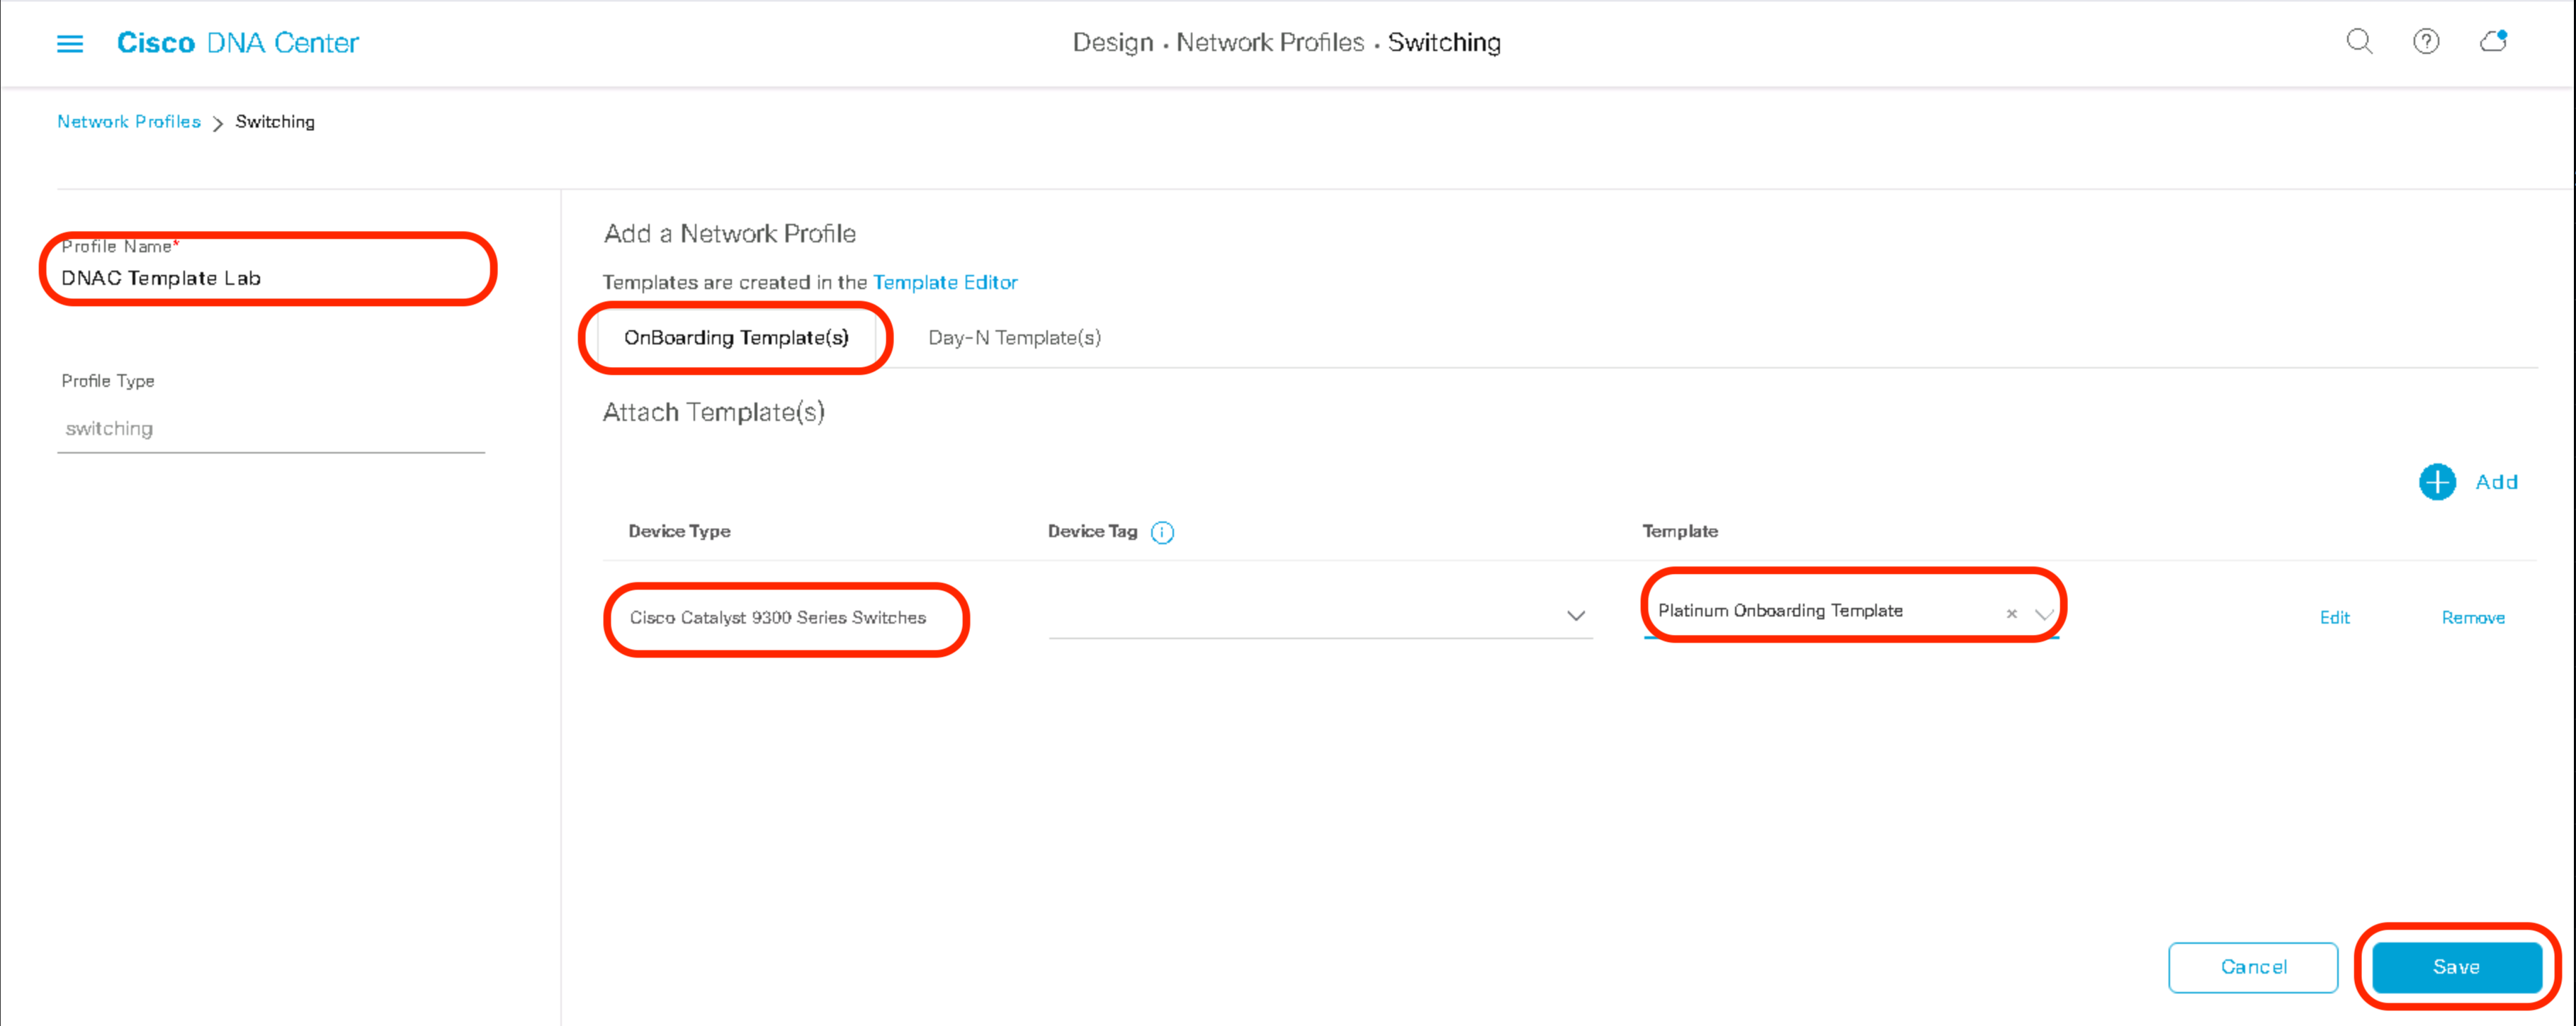 Cisco DNA Center
Design · Network Profiles · Switching
Network Profiles > Switching
Profile Name*
DNAC Template Lab
Profile Type
switching
Add a Network Profile
Templates are created in the Template Editor
OnBoarding Template(s) Day-N Template(s)
Attach Template(s)
Add
Device Type Device Tag Template
Cisco Catalyst 9300 Series Switches Platinum Onboarding Template Edit Remove
Cancel Save